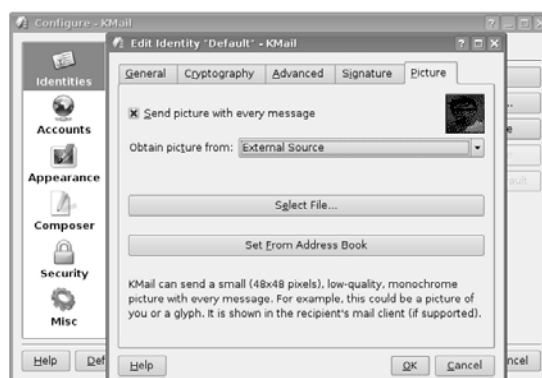 Configure - KMail
Edit Identity "Default" - KMail
Identities
Accounts
Appearance
Composer
Security
Misc
General Cryptography Advanced Signature Picture
Send picture with every message
Obtain picture from: External Source
Select File...
Set From Address Book
KMail can send a small (48x48 pixels), low-quality, monochrome
picture with every message. For example, this could be a picture of
you or a glyph. It is shown in the recipient's mail client (if supported).
Help
Def
Help OK Cancel
ncel